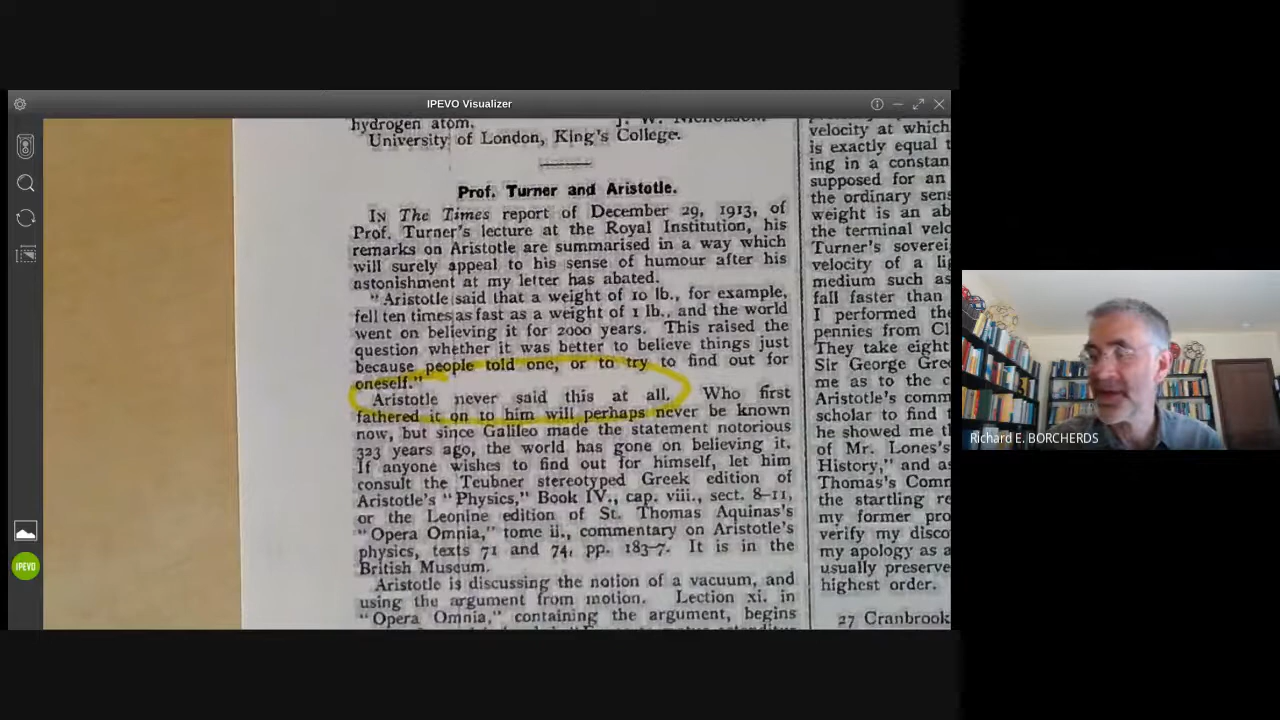 IPEVO Visualizer
hydrogen atom.
University of London, King's College.
Prof. Turner and Aristotle.
IN The Times report of December 29, 1913, of
Prof. Turner's lecture at the Royal Institution, his
remarks on Aristotle are summarised in a way which
will surely appeal to his sense of humour after his
astonishment at my letter has abated.
"Aristotle said that a weight of 10 lb., for example,
fell ten times as fast as a weight of 1 lb., and the world
went on believing it for 2000 years. This raised the
question whether it was better to believe things just
because people told one, or to try to find out for
oneself."
Aristotle never said this at all. Who first
fathered it on to him will perhaps never be known
now, but since Galileo made the statement notorious
323 years ago, the world has gone on believing it.
If anyone wishes to find out for himself, let him
consult the Teubner stereotyped Greek edition of
Aristotle's "Physics," Book IV., cap. viii., sect. 8-11,
or the Leonine edition of St. Thomas Aquinas's
"Opera Omnia," tome ii., commentary on Aristotle's
physics, texts 71 and 74, pp. 183-7. It is in the
British Museum.
Aristotle is discussing the notion of a vacuum, and
using the argument from motion. Lection xi. in
"Opera Omnia," containing the argument, begins
velocity at which
is exactly equal t
ing in a constan
supposed for an
the ordinary sens
weight is an ab
the terminal velo
Turner's soverei
velocity of a li
medium such as
fall faster than
I performed the
pennies from Cl
They take eight
Sir George Gree
me as to the c
Aristotle's comm
scholar to find t
he showed me t
of Mr. Lones's
History," and as
Thomas's Comm
the startling re
my former pro
verify my disco
my apology as a
usually preserve
highest order.
27 Cranbrook
IPEVO
Richard E. BORCHERDS